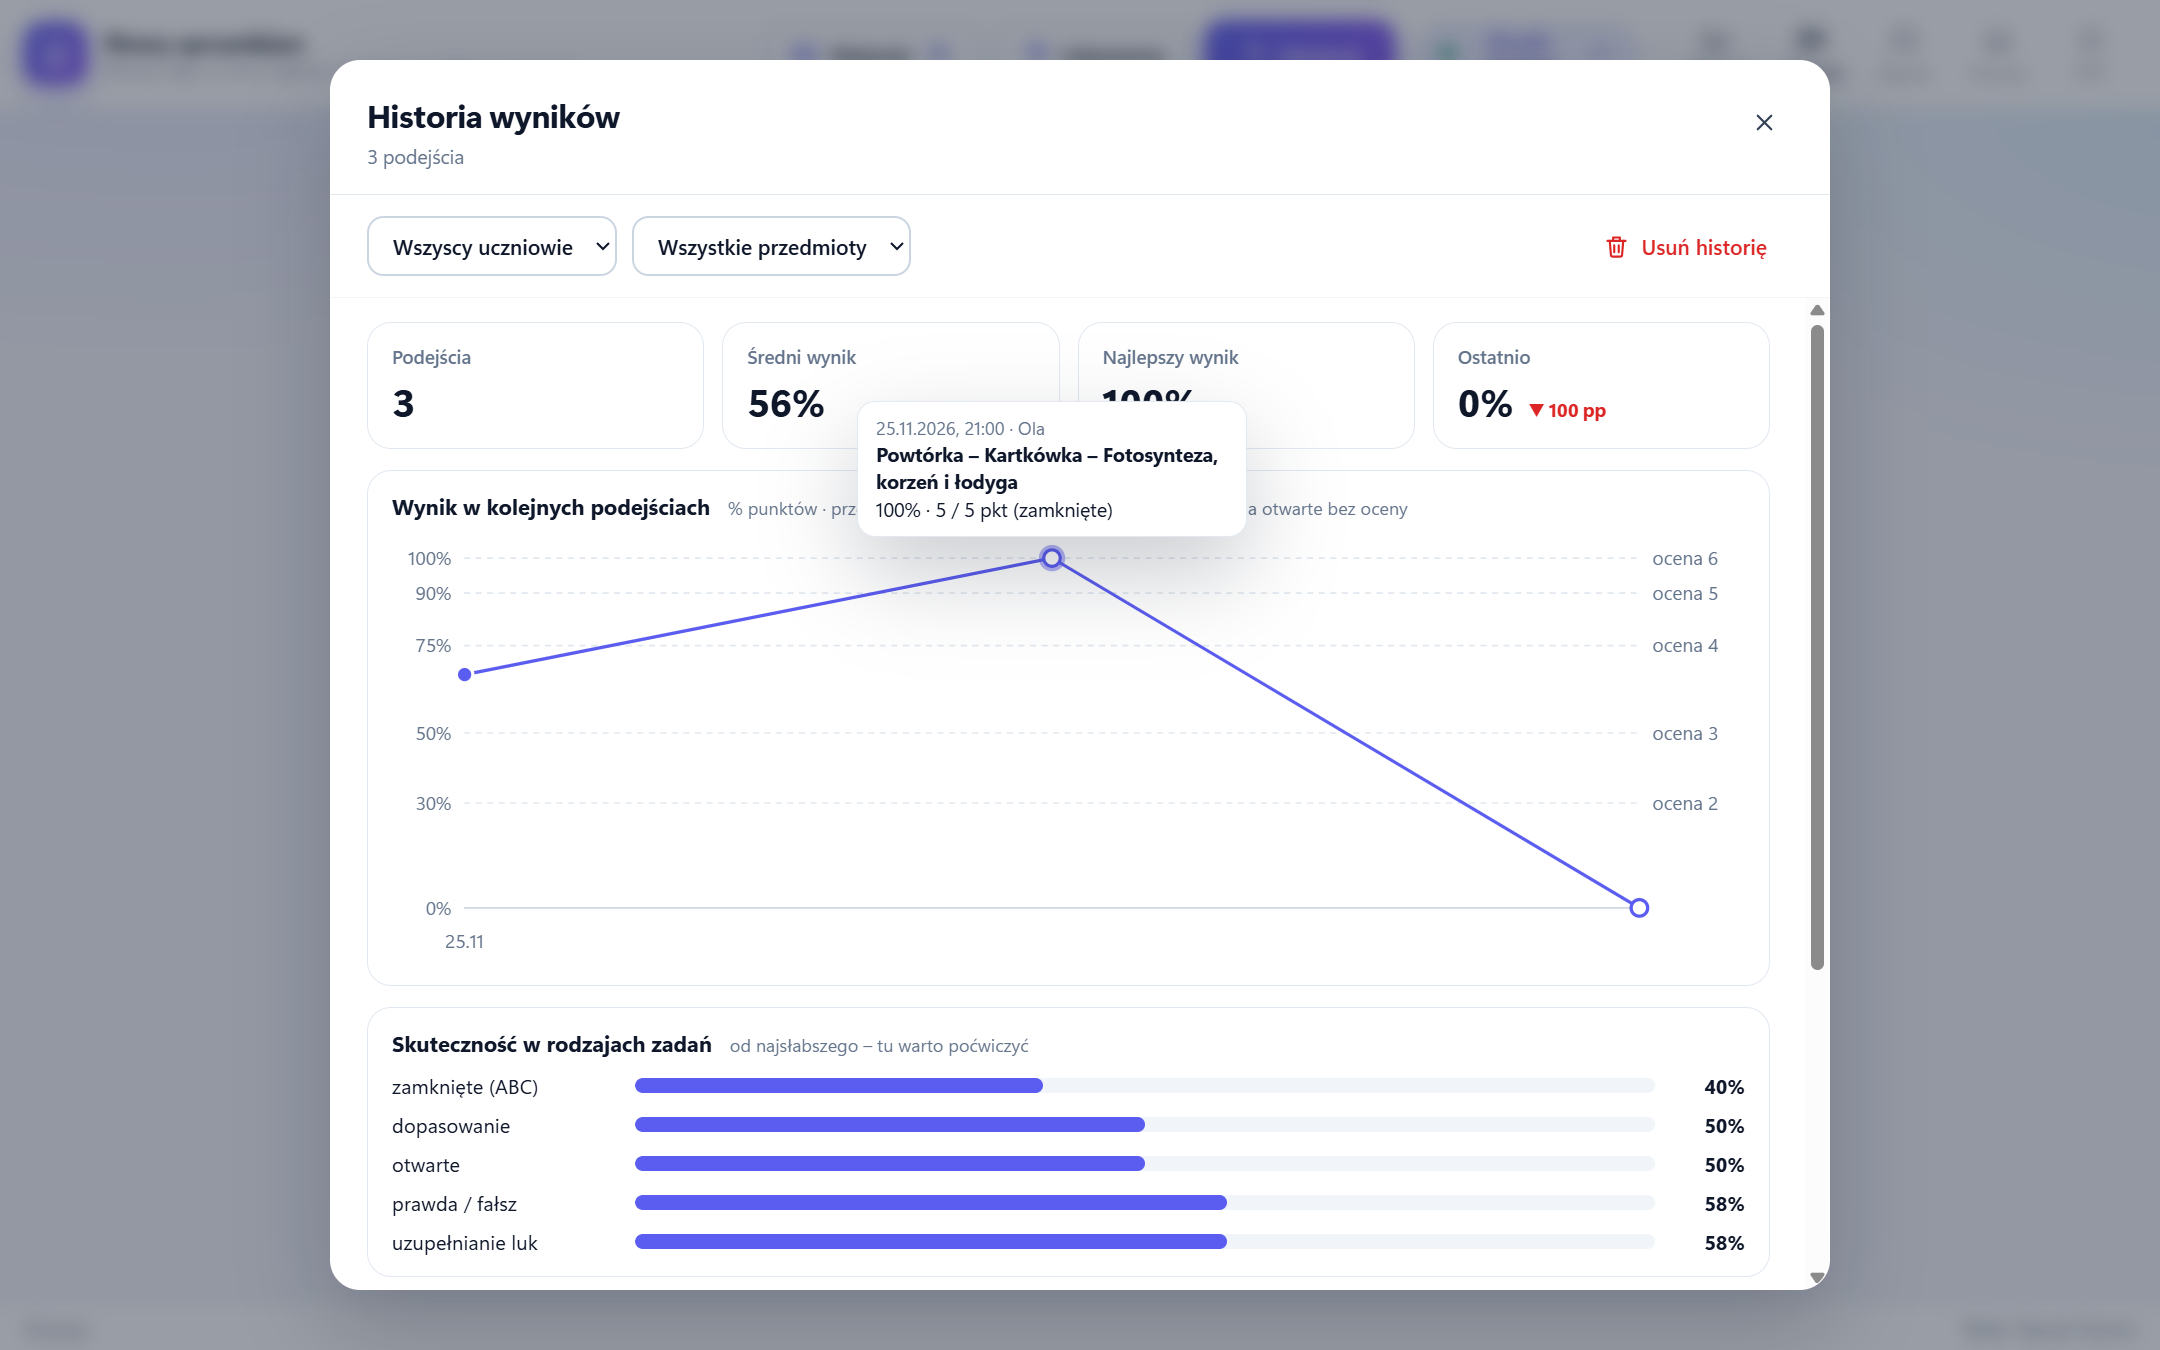 Historia wyników
3 podejścia
Wszyscy uczniowie
Wszystkie przedmioty
Usuń historię
Podejścia
3
Średni wynik
56%
Najlepszy wynik
100%
Ostatnio
0% ▼ 100 pp
25.11.2026, 21:00 · Ola
Powtórka – Kartkówka – Fotosynteza,
korzeń i łodyga
100% · 5 / 5 pkt (zamknięte)
Wynik w kolejnych podejściach
% punktów ·
otwarte bez oceny
100%
ocena 6
90%
ocena 5
75%
ocena 4
50%
ocena 3
30%
ocena 2
0%
25.11
Skuteczność w rodzajach zadań
od najsłabszego – tu warto poćwiczyć
zamknięte (ABC)
40%
dopasowanie
50%
otwarte
50%
prawda / fałsz
58%
uzupełnianie luk
58%